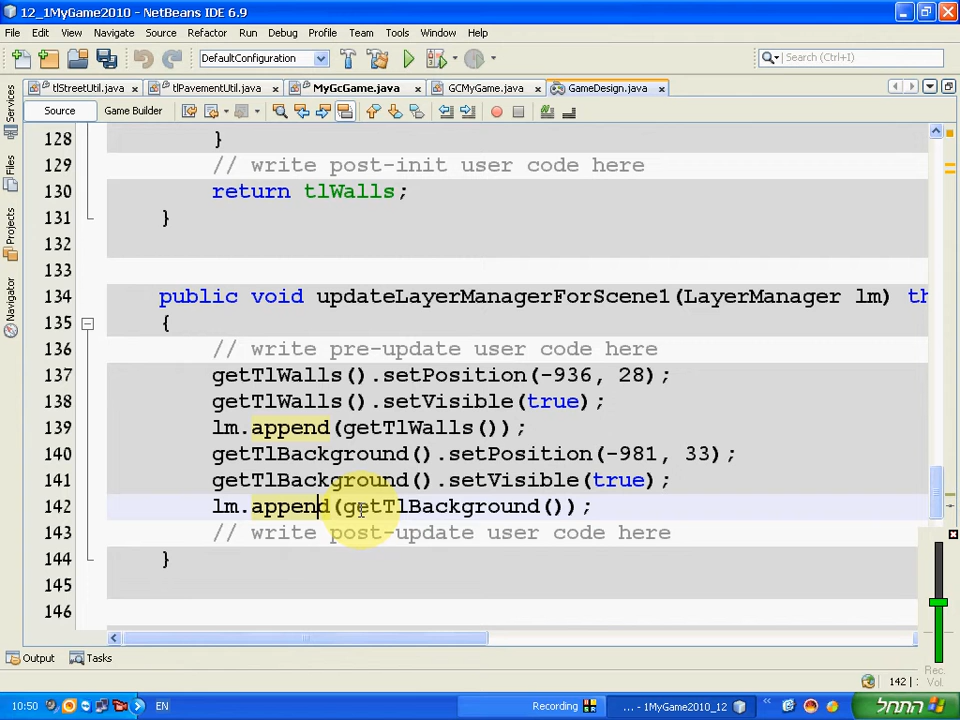 12_1MyGame2010 - NetBeans IDE 6.9
File Edit View Navigate Source Refactor Run Debug Profile Team Tools Window Help
DefaultConfiguration
Search (Ctrl+I)
tlStreetUtil.java tlPavementUtil.java MyGcGame.java GCMyGame.java GameDesign.java
Source Game Builder
Services
Files
Projects
Navigator
128 }
129 // write post-init user code here
130 return tlWalls;
131 }
132
133
134 public void updateLayerManagerForScene1(LayerManager lm) th
135 {
136 // write pre-update user code here
137 getTlWalls().setPosition(-936, 28);
138 getTlWalls().setVisible(true);
139 lm.append(getTlWalls());
140 getTlBackground().setPosition(-981, 33);
141 getTlBackground().setVisible(true);
142 lm.append(getTlBackground());
143 // write post-update user code here
144 }
145
146
Rec.
Vol.
Output Tasks
142 |
10:50 EN Recording ... - 1MyGame2010_12 התחל